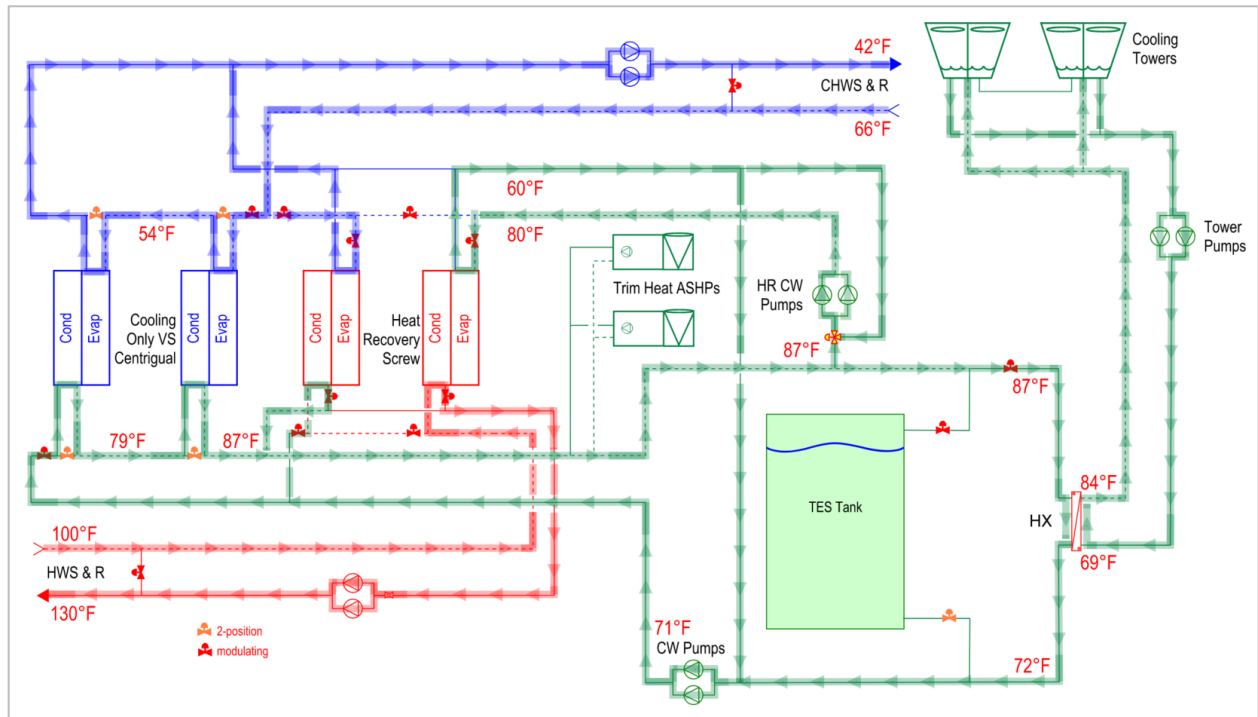 42°F
Cooling
Towers
CHWS & R
66°F
60°F
54°F
80°F
Tower
Pumps
Trim Heat ASHPs
HR CW
Pumps
Cond
Evap
Cooling
Only VS
Centrigual
Cond
Evap
Cond
Evap
Heat
Recovery
Screw
Cond
Evap
87°F
87°F
79°F
87°F
84°F
TES Tank
HX
100°F
69°F
HWS & R
130°F
2-position
modulating
71°F
CW Pumps
72°F